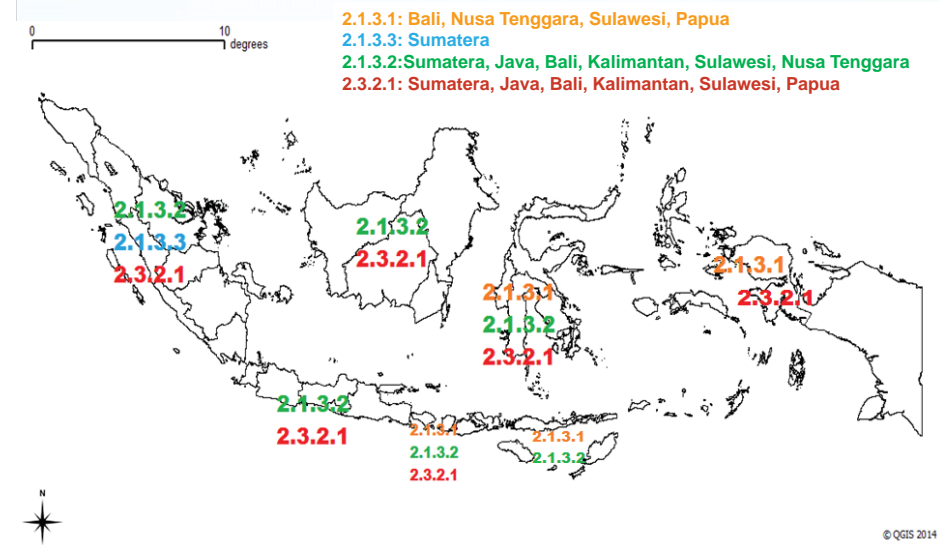 0 10
degrees
2.1.3.1: Bali, Nusa Tenggara, Sulawesi, Papua
2.1.3.3: Sumatera
2.1.3.2:Sumatera, Java, Bali, Kalimantan, Sulawesi, Nusa Tenggara
2.3.2.1: Sumatera, Java, Bali, Kalimantan, Sulawesi, Papua
2.1.3.2
2.1.3.3
2.3.2.1
2.1.3.2
2.3.2.1
2.1.3.1
2.1.3.2
2.3.2.1
2.1.3.1
2.3.2.1
2.1.3.2
2.3.2.1
2.1.3.1
2.1.3.2
2.3.2.1
2.1.3.1
2.1.3.2
N
© QGIS 2014